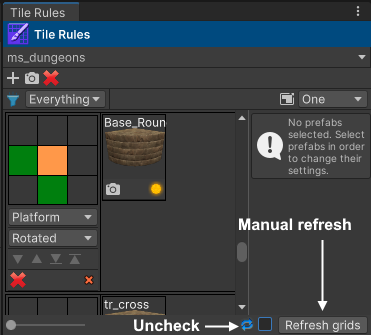 Tile Rules
Tile Rules
ms_dungeons
Everything
One
Base_Roun
No prefabs
selected. Select
prefabs in order
to change their
settings.
Platform
Rotated
Manual refresh
tr_cross
Uncheck
Refresh grids